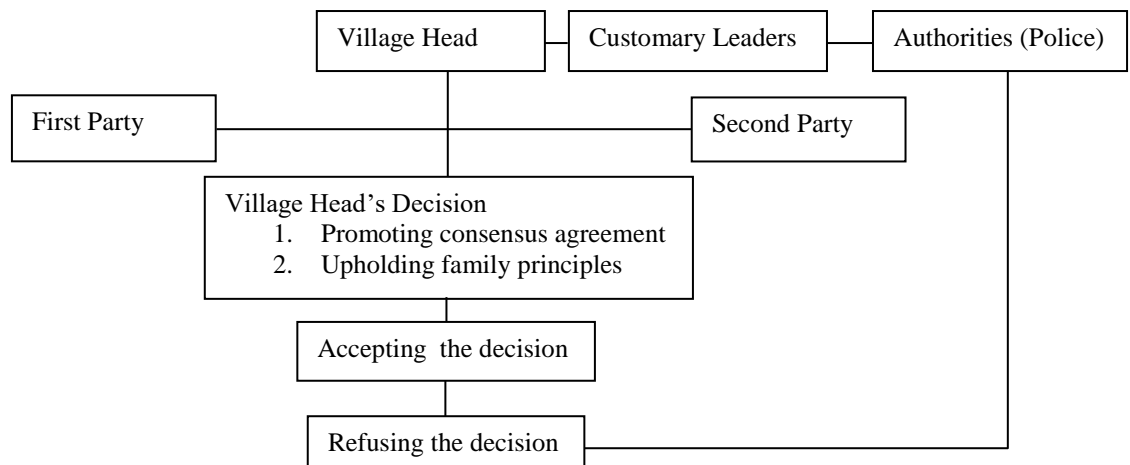 Village Head
Customary Leaders
Authorities (Police)
First Party
Second Party
Village Head’s Decision
1. Promoting consensus agreement
2. Upholding family principles
Accepting the decision
Refusing the decision